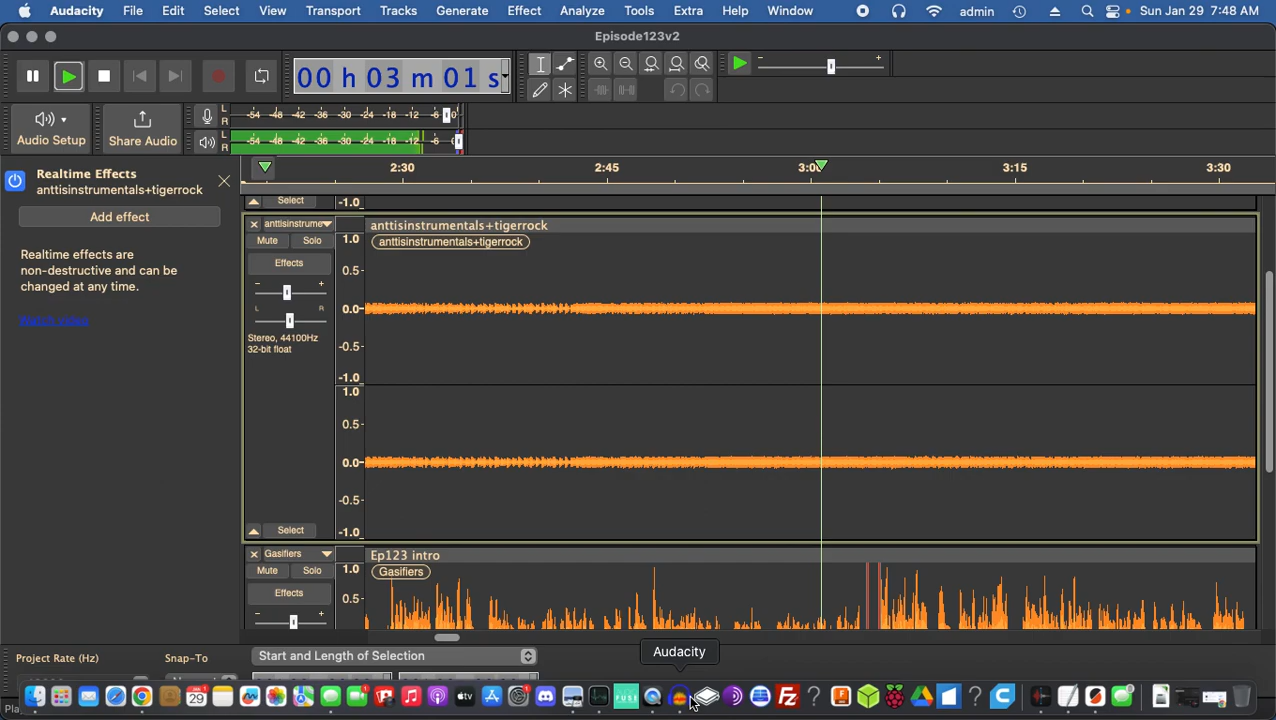 Audacity File Edit Select View Transport Tracks Generate Effect Analyze Tools Extra Help Window admin Sun Jan 29 7:48 AM
Episode123v2
00 h 03 m 01 s
Audio Setup
Share Audio
L
R
-54 -48 -42 -36 -30 -24 -18 -12 -6 0
L
R
-54 -48 -42 -36 -30 -24 -18 -12 -6 0
2:30 2:45 3:00 3:15 3:30
Realtime Effects
anttisinstrumentals+tigerrock
Add effect
Realtime effects are
non-destructive and can be
changed at any time.
Watch video
Select
-1.0
anttisinstrume
Mute Solo
Effects
L R
Stereo, 44100Hz
32-bit float
Select
anttisinstrumentals+tigerrock
anttisinstrumentals+tigerrock
1.0
0.5
0.0
-0.5
-1.0
1.0
0.5
0.0
-0.5
-1.0
Gasifiers
Mute Solo
Effects
Ep123 intro
Gasifiers
1.0
0.5
Project Rate (Hz)
Snap-To
Start and Length of Selection
Audacity